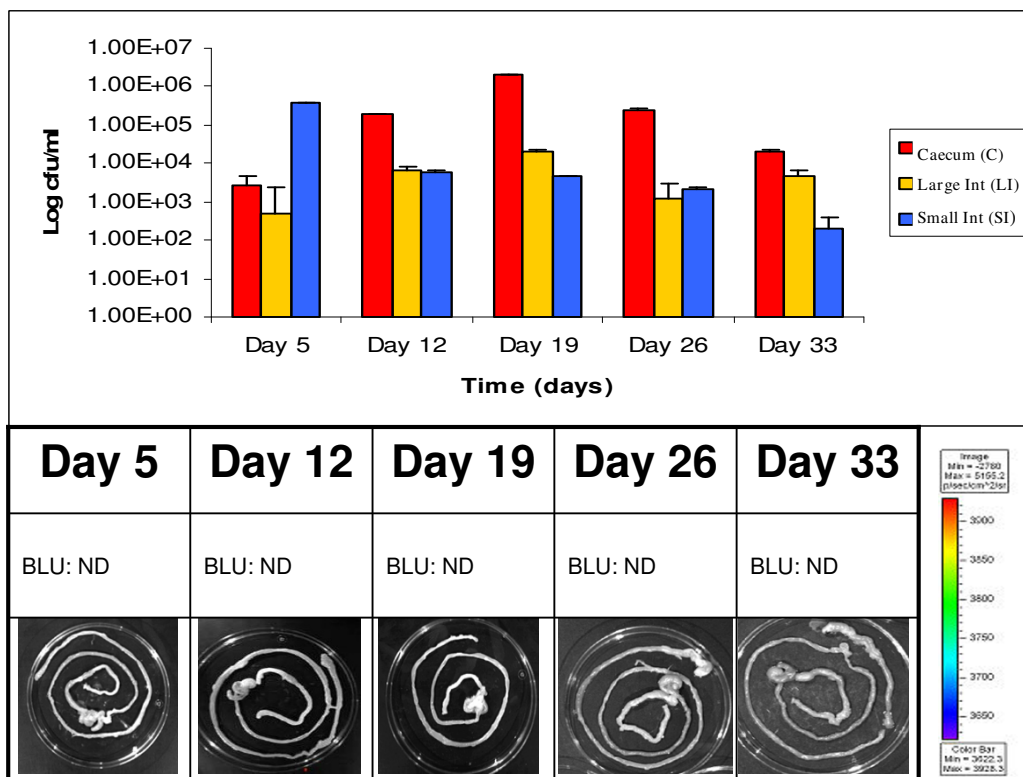 1.00E+07
1.00E+06
1.00E+05
1.00E+04
1.00E+03
1.00E+02
1.00E+01
1.00E+00
Log cfu/ml
Day 5 Day 12 Day 19 Day 26 Day 33
Time (days)
Caecum (C)
Large Int (LI)
Small Int (SI)
Day 5 Day 12 Day 19 Day 26 Day 33
BLU: ND BLU: ND BLU: ND BLU: ND BLU: ND
Image
Min = -2780
Max = 5155.2
p/sec/cm^2/sr
3900
3850
3800
3750
3700
3650
Color Bar
Min = 3622.3
Max = 3928.3